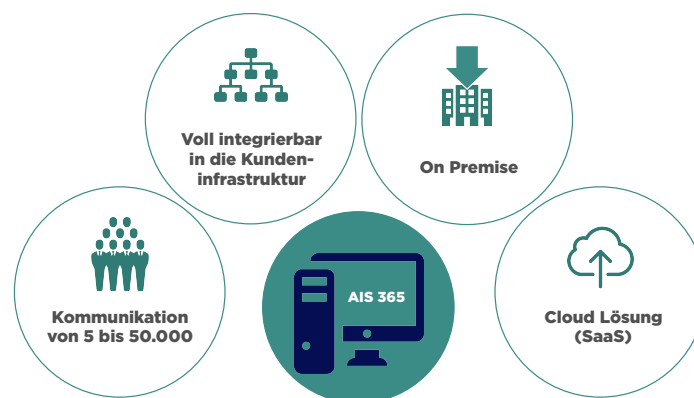 Voll integrierbar
in die Kunden-
infrastruktur
On Premise
Kommunikation
von 5 bis 50.000
AIS 365
Cloud Lösung
(SaaS)